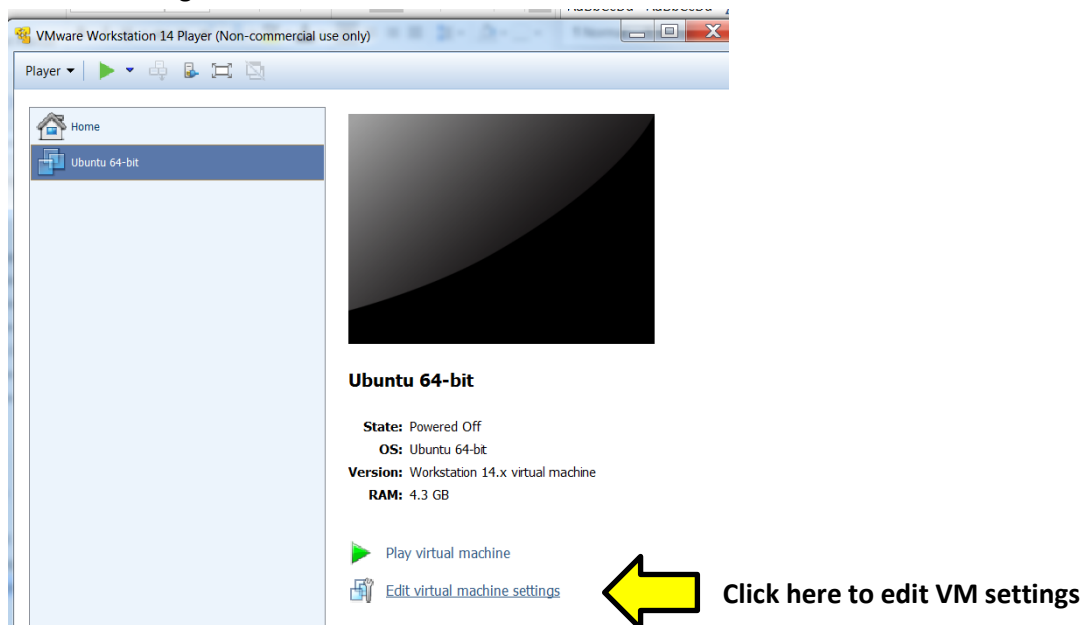 VMware Workstation 14 Player (Non-commercial use only)
Player
Home
Ubuntu 64-bit
Ubuntu 64-bit
State: Powered Off
OS: Ubuntu 64-bit
Version: Workstation 14.x virtual machine
RAM: 4.3 GB
Play virtual machine
Edit virtual machine settings
Click here to edit VM settings